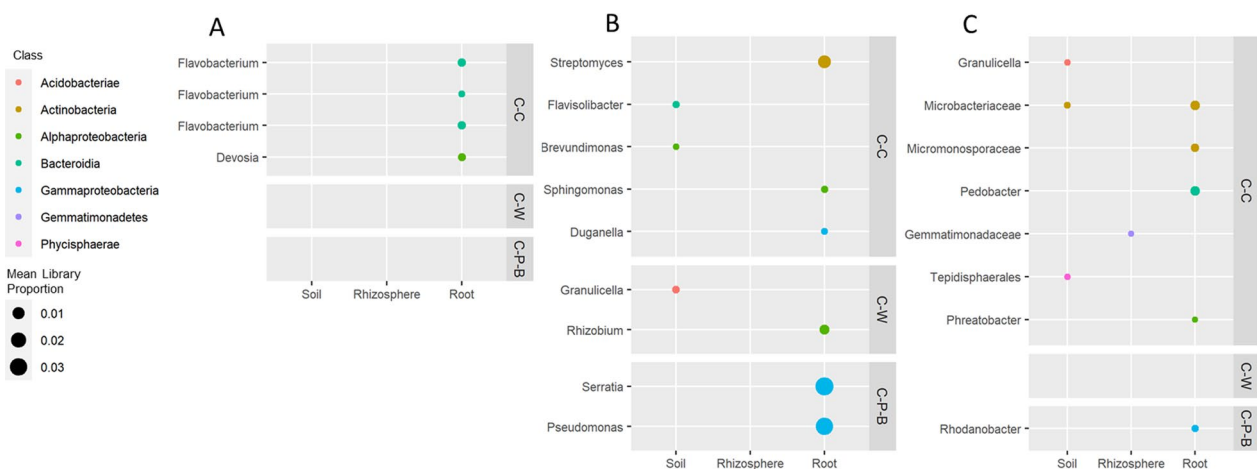 Class
Acidobacteriae
Actinobacteria
Alphaproteobacteria
Bacteroidia
Gammaproteobacteria
Gemmatimonadetes
Phycisphaerae
Mean Library
Proportion
0.01
0.02
0.03
A
Flavobacterium
Flavobacterium
Flavobacterium
Devosia
C-C
C-W
C-P-B
Soil Rhizosphere Root
B
Streptomyces
Flavisolibacter
Brevundimonas
Sphingomonas
Duganella
C-C
Granulicella
Rhizobium
C-W
Serratia
Pseudomonas
C-P-B
Soil Rhizosphere Root
C
Granulicella
Microbacteriaceae
Micromonosporaceae
Pedobacter
Gemmatimonadaceae
Tepidisphaerales
Phreatobacter
C-C
C-W
Rhodanobacter
C-P-B
Soil Rhizosphere Root